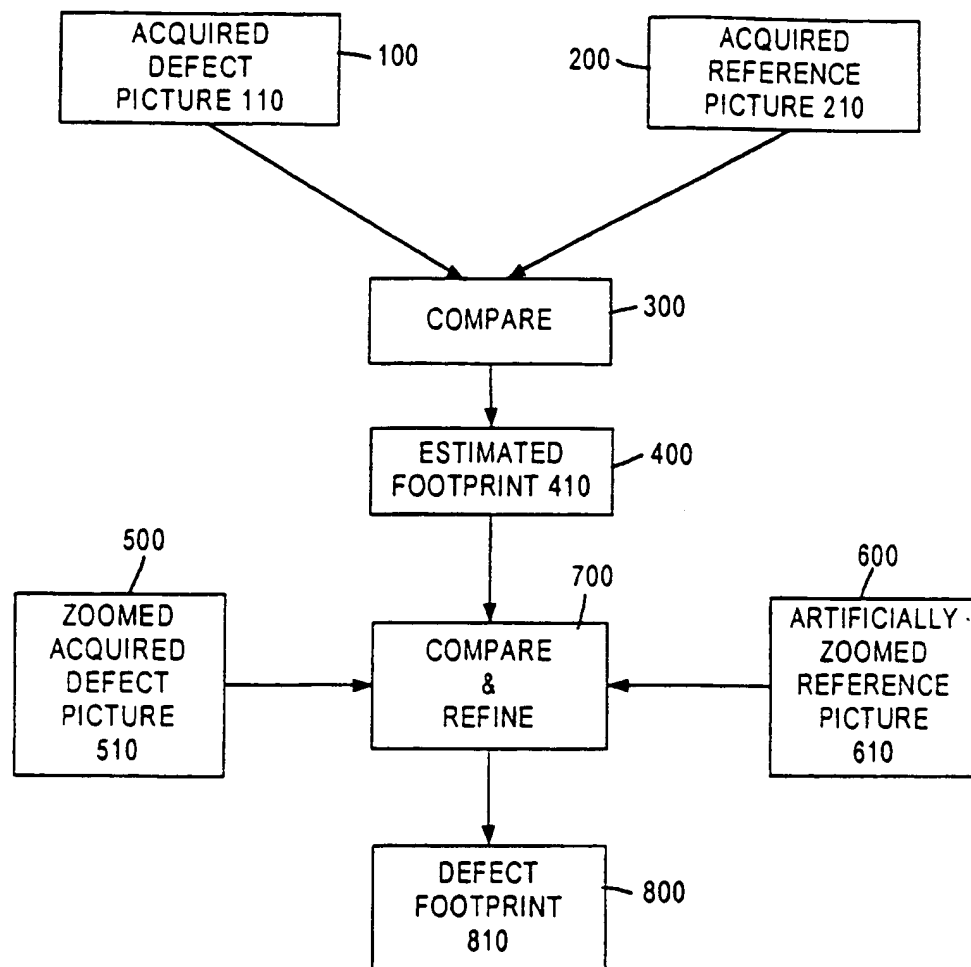 ACQUIRED
DEFECT
PICTURE 110
100
200
ACQUIRED
REFERENCE
PICTURE 210
COMPARE
300
ESTIMATED
FOOTPRINT 410
400
500
ZOOMED
ACQUIRED
DEFECT
PICTURE
510
700
COMPARE
&
REFINE
600
ARTIFICIALLY
ZOOMED
REFERENCE
PICTURE
610
DEFECT
FOOTPRINT
810
800